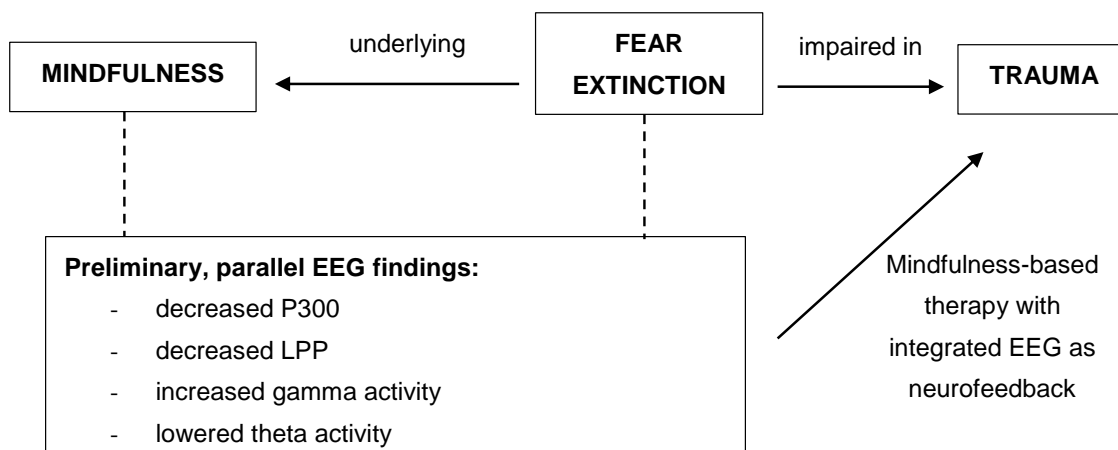 underlying
FEAR
EXTINCTION
impaired in
MINDFULNESS
TRAUMA
Preliminary, parallel EEG findings:
- decreased P300
- decreased LPP
- increased gamma activity
- lowered theta activity
Mindfulness-based
therapy with
integrated EEG as
neurofeedback